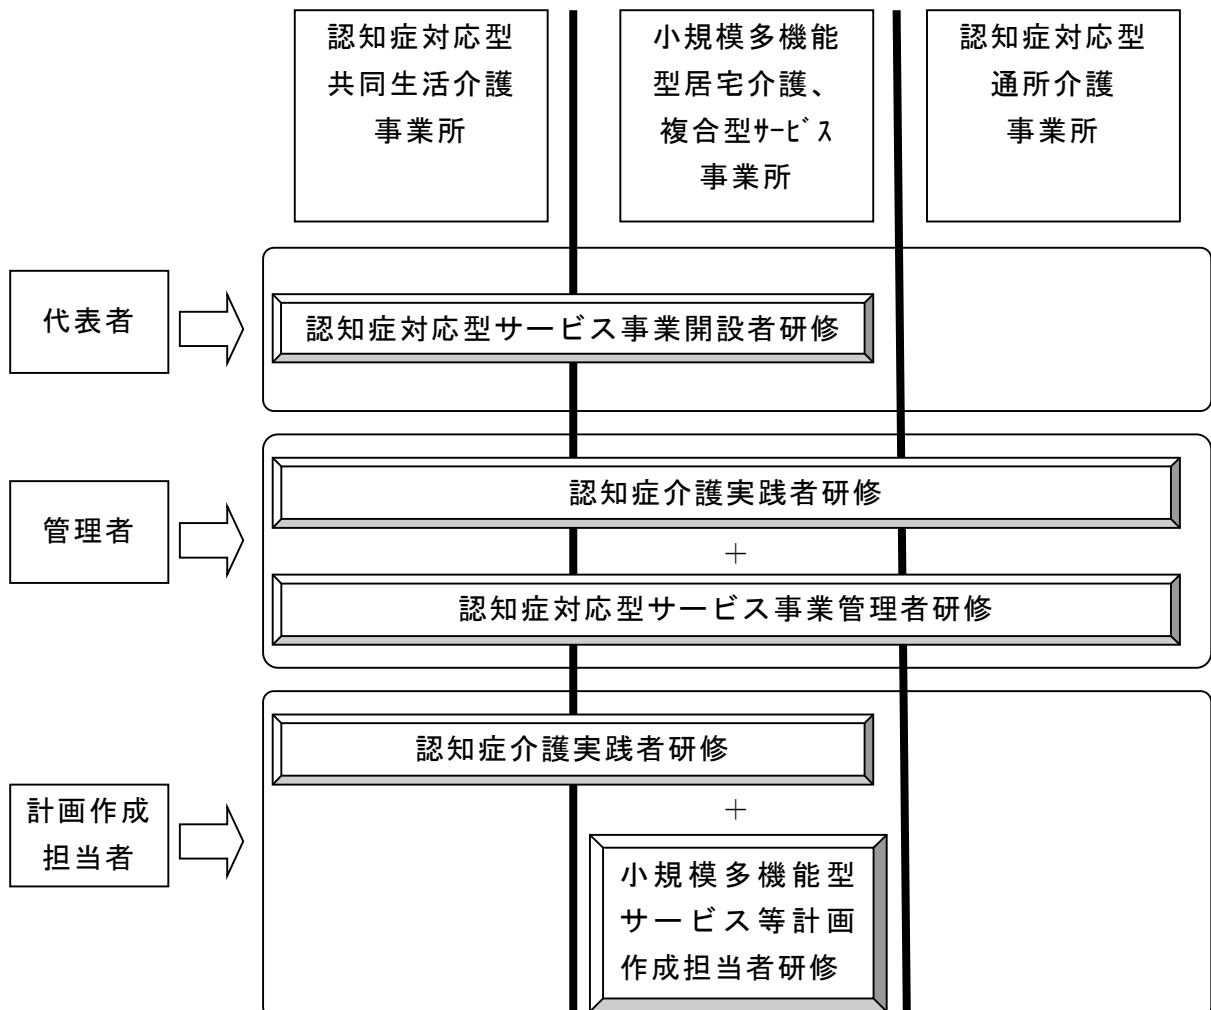 認知症対応型
共同生活介護
事業所
小規模多機能
型居宅介護、
複合型ｻｰﾋﾞｽ
事業所
認知症対応型
通所介護
事業所
代表者
認知症対応型サービス事業開設者研修
管理者
認知症介護実践者研修
＋
認知症対応型サービス事業管理者研修
計画作成
担当者
認知症介護実践者研修
＋
小規模多機能型
サービス等計画
作成担当者研修